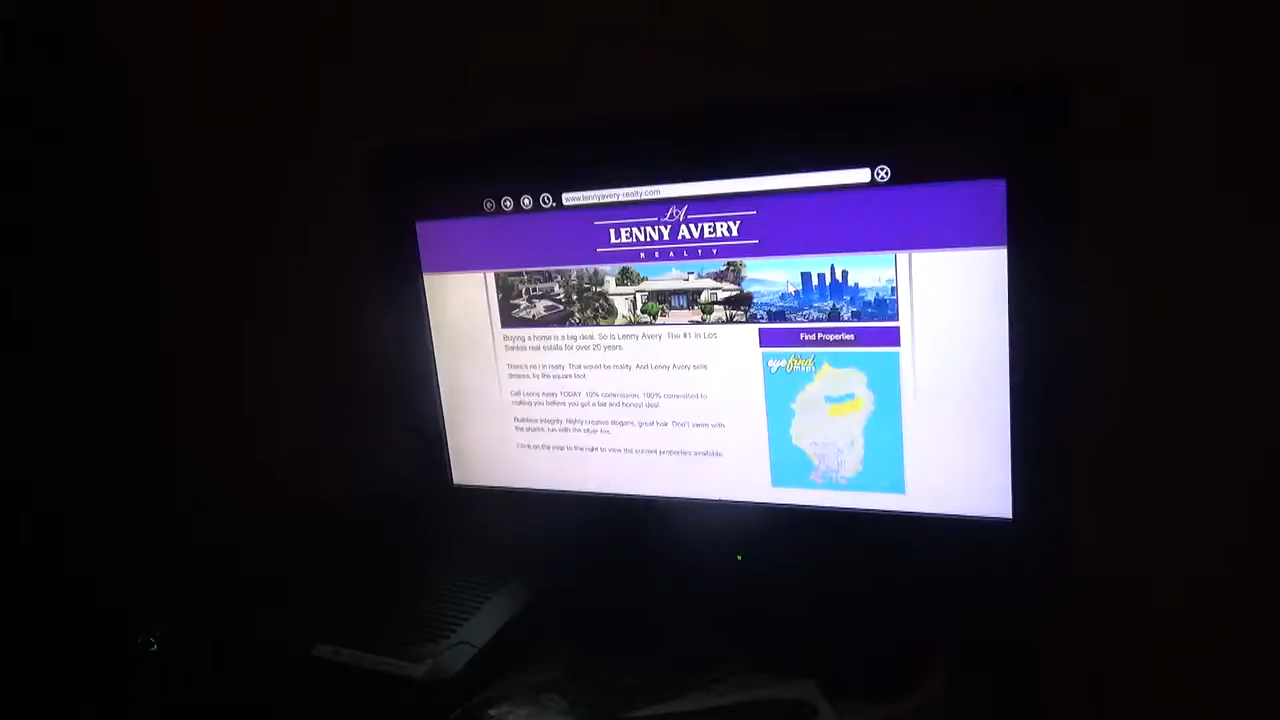 www.lennyavery-realty.com
LA
LENNY AVERY
REALTY
Buying a home is a big deal. So is Lenny Avery. The #1 in Los
Santos real estate for over 20 years.
Find Properties
eyefind
maps
There's no I in realty. That would be reality. And Lenny Avery sells
dreams, by the square foot.
Call Lenny Avery TODAY. 10% commission. 100% committed to
making you believe you got a fair and honest deal.
Ruthless integrity, highly creative slogans, great hair. Don't swim with
the sharks, run with the silver fox.
Click on the map to the right to view the current properties available.